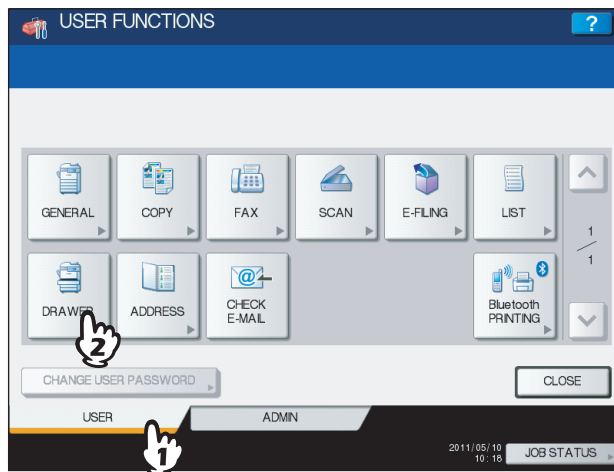 USER FUNCTIONS
?
GENERAL
COPY
FAX
SCAN
E-FILING
LIST
1
1
DRAWER
ADDRESS
@
CHECK
E-MAIL
Bluetooth
PRINTING
2
CHANGE USER PASSWORD
CLOSE
USER
ADMIN
1
2011/05/10
10:18
JOB STATUS